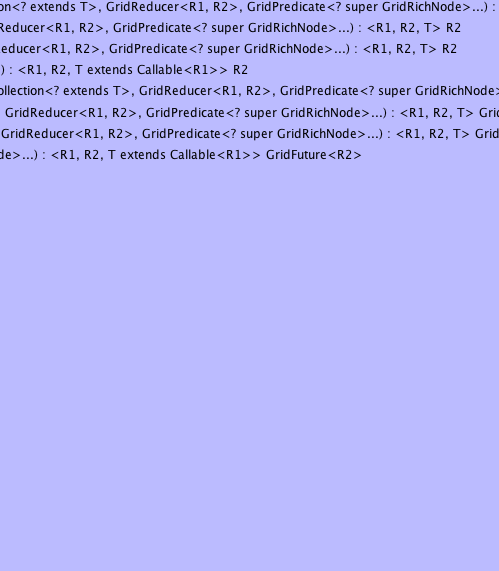 on<? extends T>, GridReducer<R1, R2>, GridPredicate<? super GridRichNode>...) :
Reducer<R1, R2>, GridPredicate<? super GridRichNode>...) : <R1, R2, T> R2
Reducer<R1, R2>, GridPredicate<? super GridRichNode>...) : <R1, R2, T> R2
) : <R1, R2, T extends Callable<R1>> R2
ollection<? extends T>, GridReducer<R1, R2>, GridPredicate<? super GridRichNode>
GridReducer<R1, R2>, GridPredicate<? super GridRichNode>...) : <R1, R2, T> Grid
GridReducer<R1, R2>, GridPredicate<? super GridRichNode>...) : <R1, R2, T> Grid
de>...) : <R1, R2, T extends Callable<R1>> GridFuture<R2>